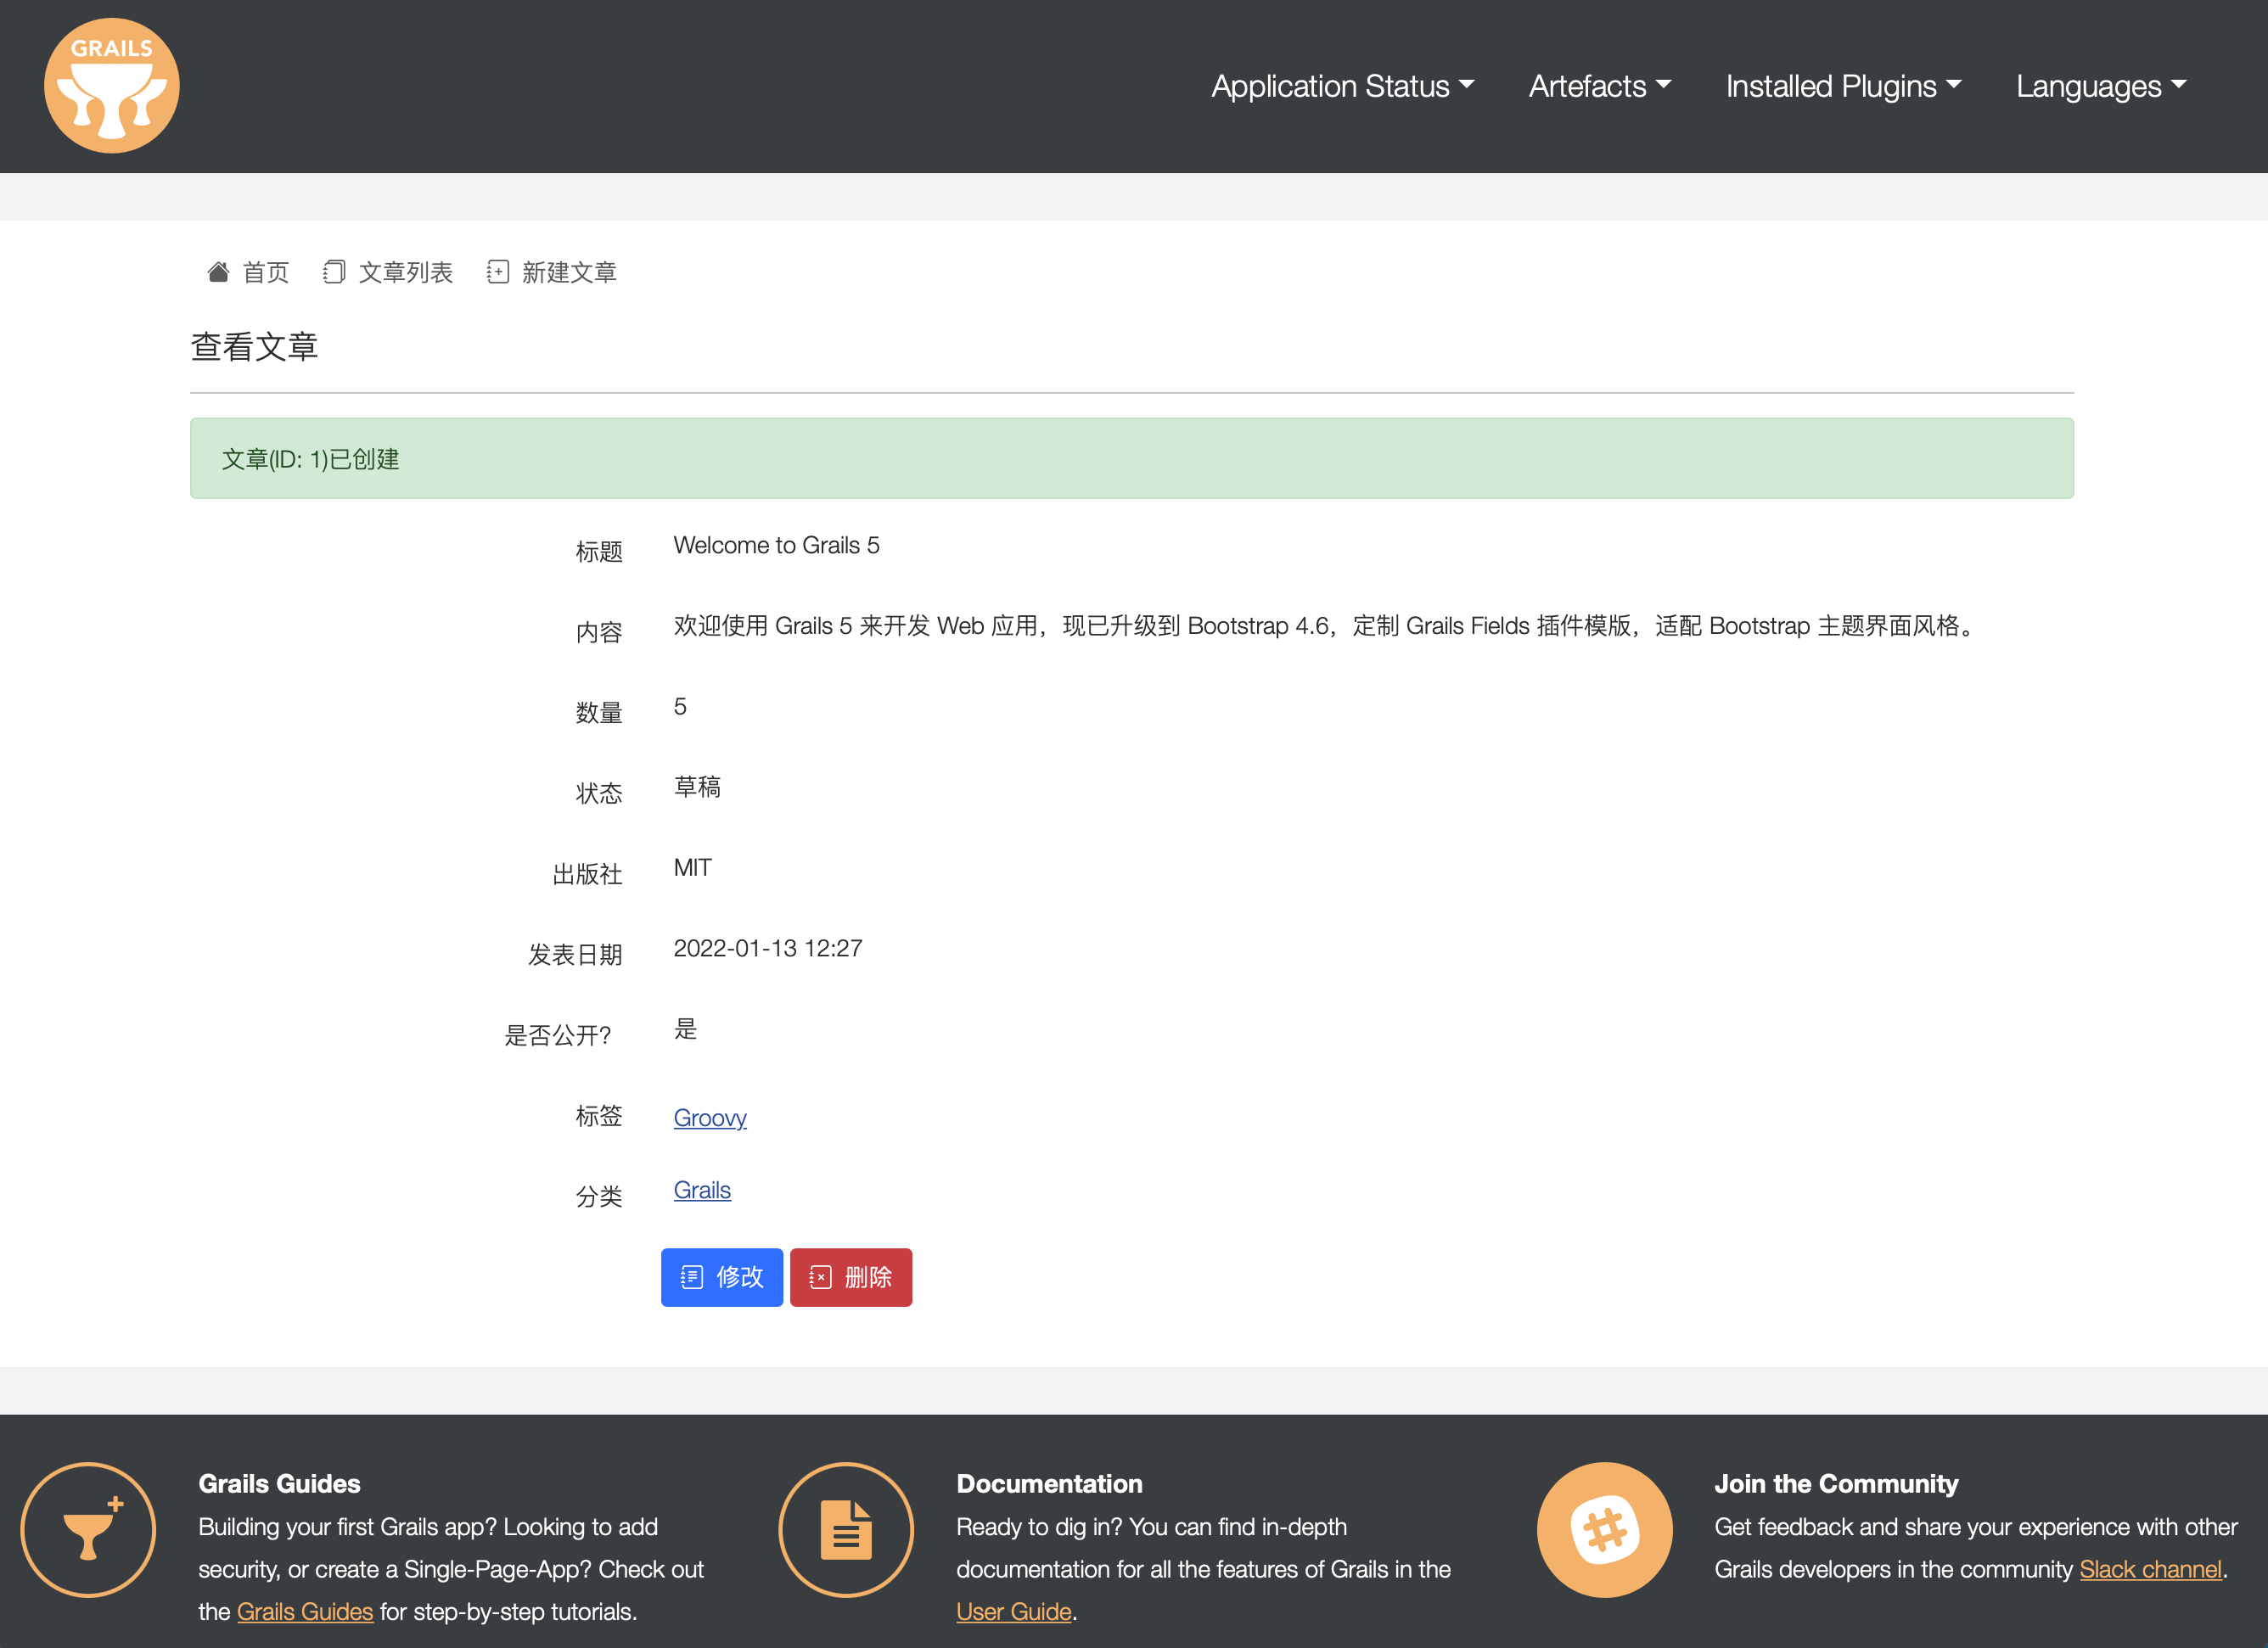 GRAILS
Application Status
Artefacts
Installed Plugins
Languages
首页
文章列表
新建文章
查看文章
文章(ID: 1)已创建
标题
Welcome to Grails 5
内容
欢迎使用 Grails 5 来开发 Web 应用，现已升级到 Bootstrap 4.6，定制 Grails Fields 插件模版，适配 Bootstrap 主题界面风格。
数量
5
状态
草稿
出版社
MIT
发表日期
2022-01-13 12:27
是否公开？
是
标签
Groovy
分类
Grails
修改
删除
Grails Guides
Building your first Grails app? Looking to add
security, or create a Single-Page-App? Check out
the Grails Guides for step-by-step tutorials.
Documentation
Ready to dig in? You can find in-depth
documentation for all the features of Grails in the
User Guide.
Join the Community
Get feedback and share your experience with other
Grails developers in the community Slack channel.